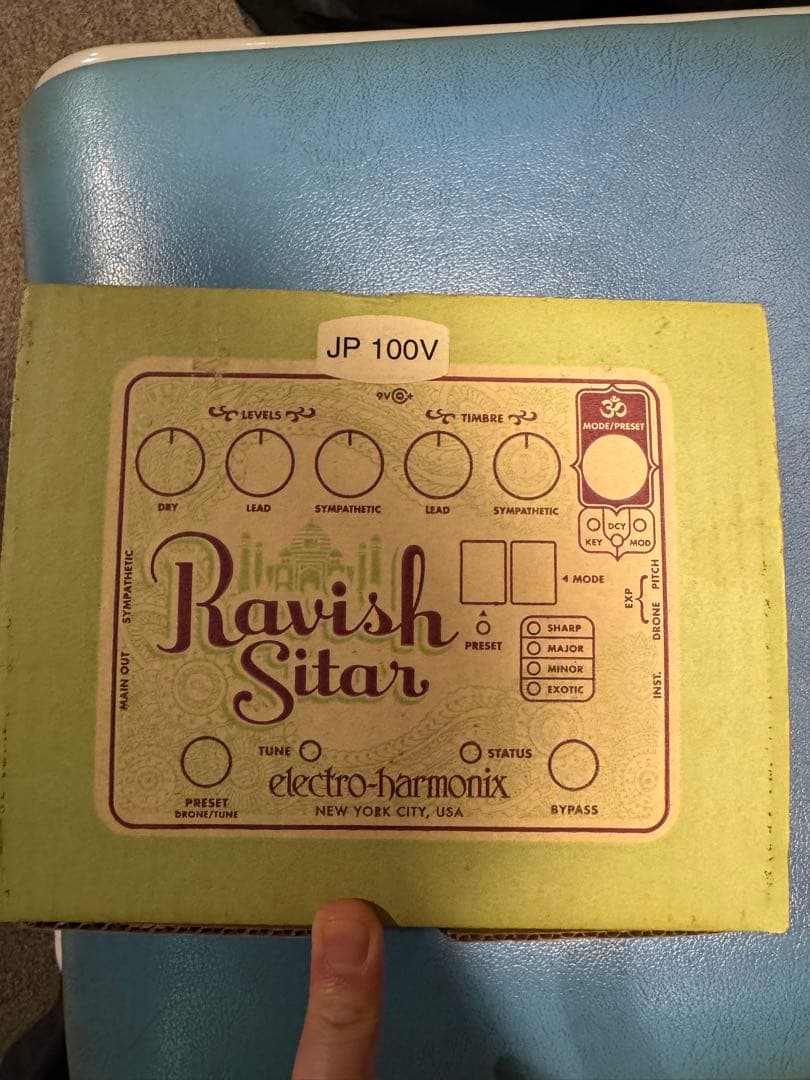 JP 100V
9V +
LEVELS
TIMBRE
ॐ
MODE/PRESET
DRY
LEAD
SYMPATHETIC
LEAD
SYMPATHETIC
KEY
DCY
MOD
SYMPATHETIC
MAIN OUT
Ravish
Sitar
MODE
PRESET
SHARP
MAJOR
MINOR
EXOTIC
EXP
PITCH
DRONE
INST.
TUNE
STATUS
electro-harmonix
NEW YORK CITY, USA
PRESET
DRONE/TUNE
BYPASS